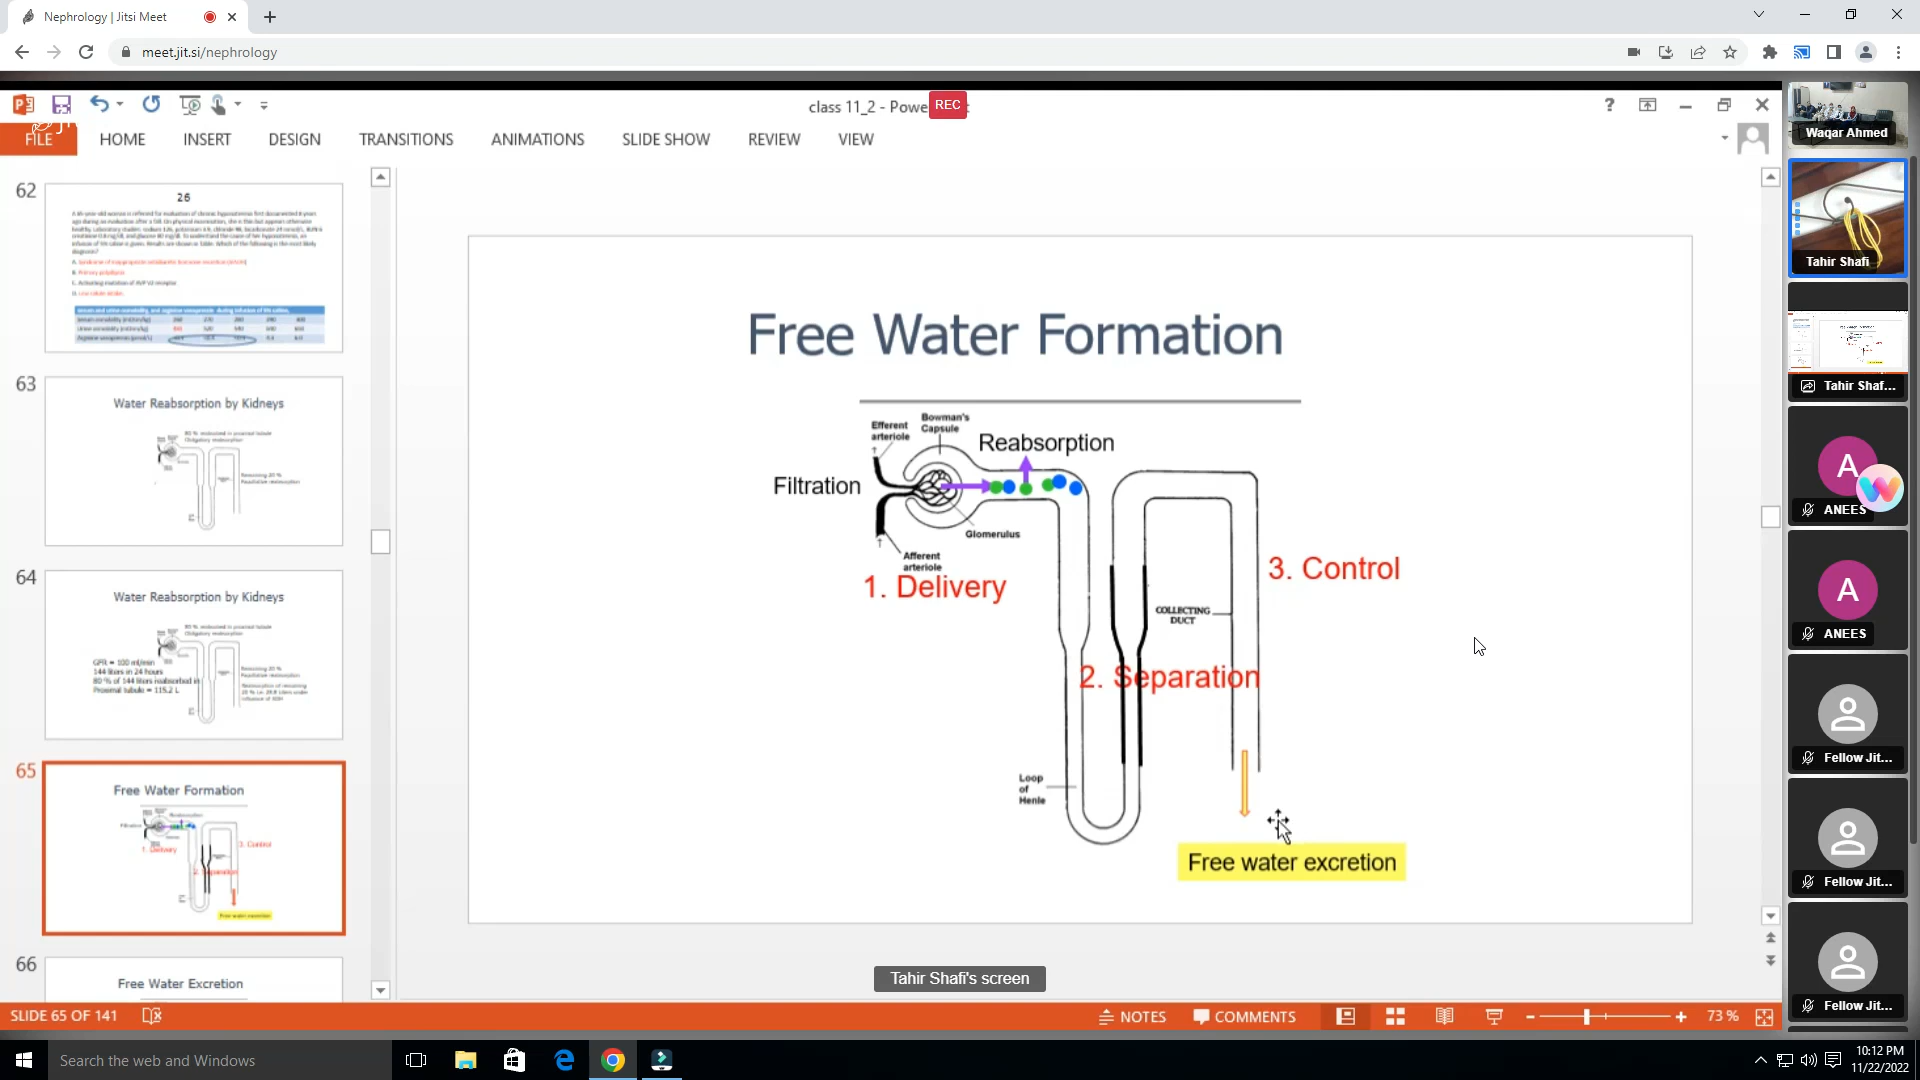 Nephrology | Jitsi Meet
meet.jit.si/nephrology
class 11_2 - Powe
REC
FILE HOME INSERT DESIGN TRANSITIONS ANIMATIONS SLIDE SHOW REVIEW VIEW
62
26
63
Water Reabsorption by Kidneys
64
Water Reabsorption by Kidneys
GFR = 100 ml/min
144 liters in 24 hours
80 % of 144 liters reabsorbed in
Proximal tubule = 115.2 L
65
Free Water Formation
Filtration
1. Delivery
3. Control
Free water excretion
66
Free Water Excretion
Free Water Formation
Efferent
arteriole
Bowman's
Capsule
Reabsorption
Filtration
Glomerulus
Afferent
arteriole
1. Delivery
3. Control
COLLECTING
DUCT
2. Separation
Loop
of
Henle
Free water excretion
Tahir Shafi's screen
SLIDE 65 OF 141
NOTES
COMMENTS
73 %
Waqar Ahmed
Tahir Shafi
Tahir Shaf...
A
ANEES
A
ANEES
Fellow Jit...
Fellow Jit...
Fellow Jit...
Search the web and Windows
10:12 PM
11/22/2022